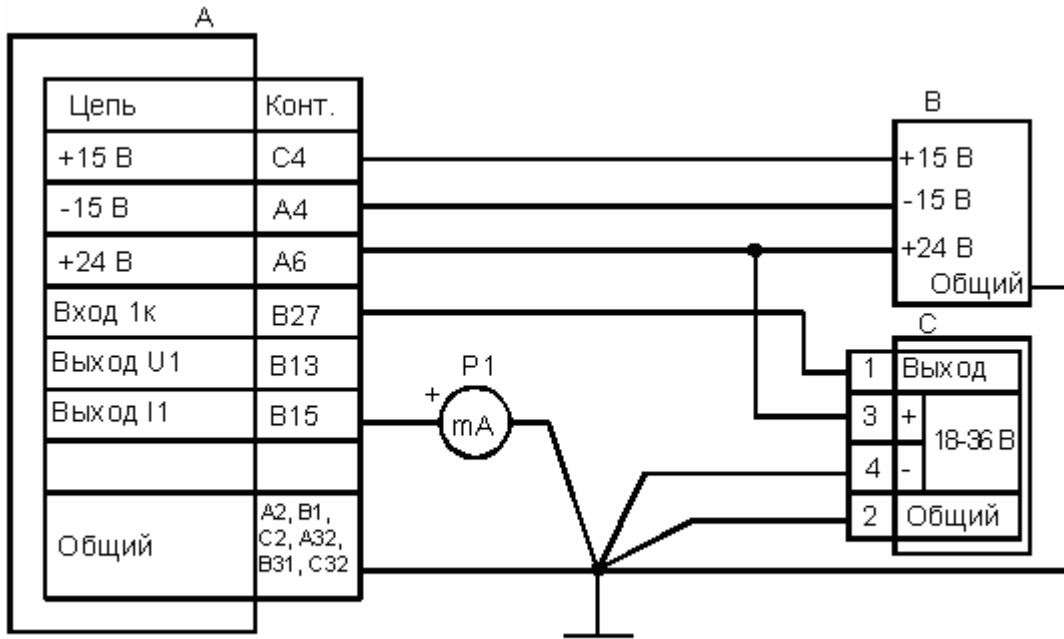 A
Цепь Конт.
+15 В C4
-15 В A4
+24 В A6
Вход 1к B27
Выход U1 B13
Выход I1 B15
Общий A2, B1,
C2, A32,
B31, C32
P1
+
mA
B
+15 В
-15 В
+24 В
Общий
C
1 Выход
3 +
18-36 В
4 -
2 Общий